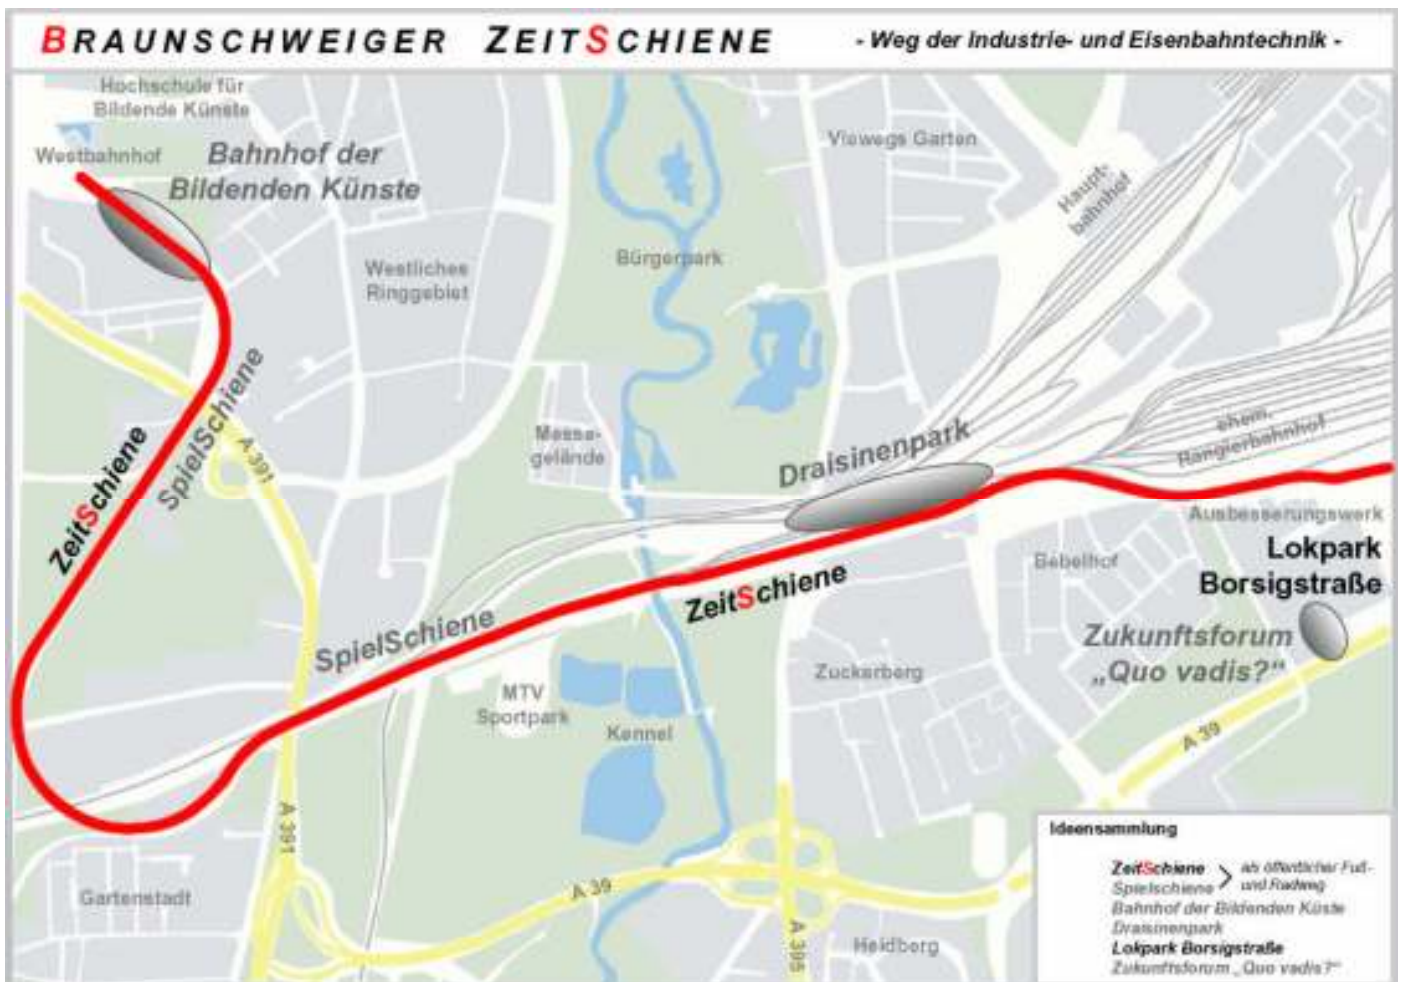 BRAUNSCHWEIGER ZEITSCHIENE
- Weg der Industrie- und Eisenbahntechnik -
Hochschule für
Bildende Künste
Westbahnhof
Bahnhof der
Bildenden Künste
Westliches
Ringgebiet
Bürgerpark
Viewegs Garten
Haupt-
bahnhof
ZeitSchiene
SpielSchiene
A 391
Messe-
gelände
Draisinenpark
ehem.
Rangierbahnhof
Ausbesserungswerk
Lokpark
Borsigstraße
Bebelhof
ZeitSchiene
SpielSchiene
Zukunftsforum
„Quo vadis?“
MTV
Sportpark
Kennel
Zuckerberg
A 39
A 391
Gartenstadt
A 39
A 395
Heidberg
Ideensammlung
ZeitSchiene > als öffentlicher Fuß-
Spielschiene und Radweg
Bahnhof der Bildenden Küste
Draisinenpark
Lokpark Borsigstraße
Zukunftsforum „Quo vadis?“